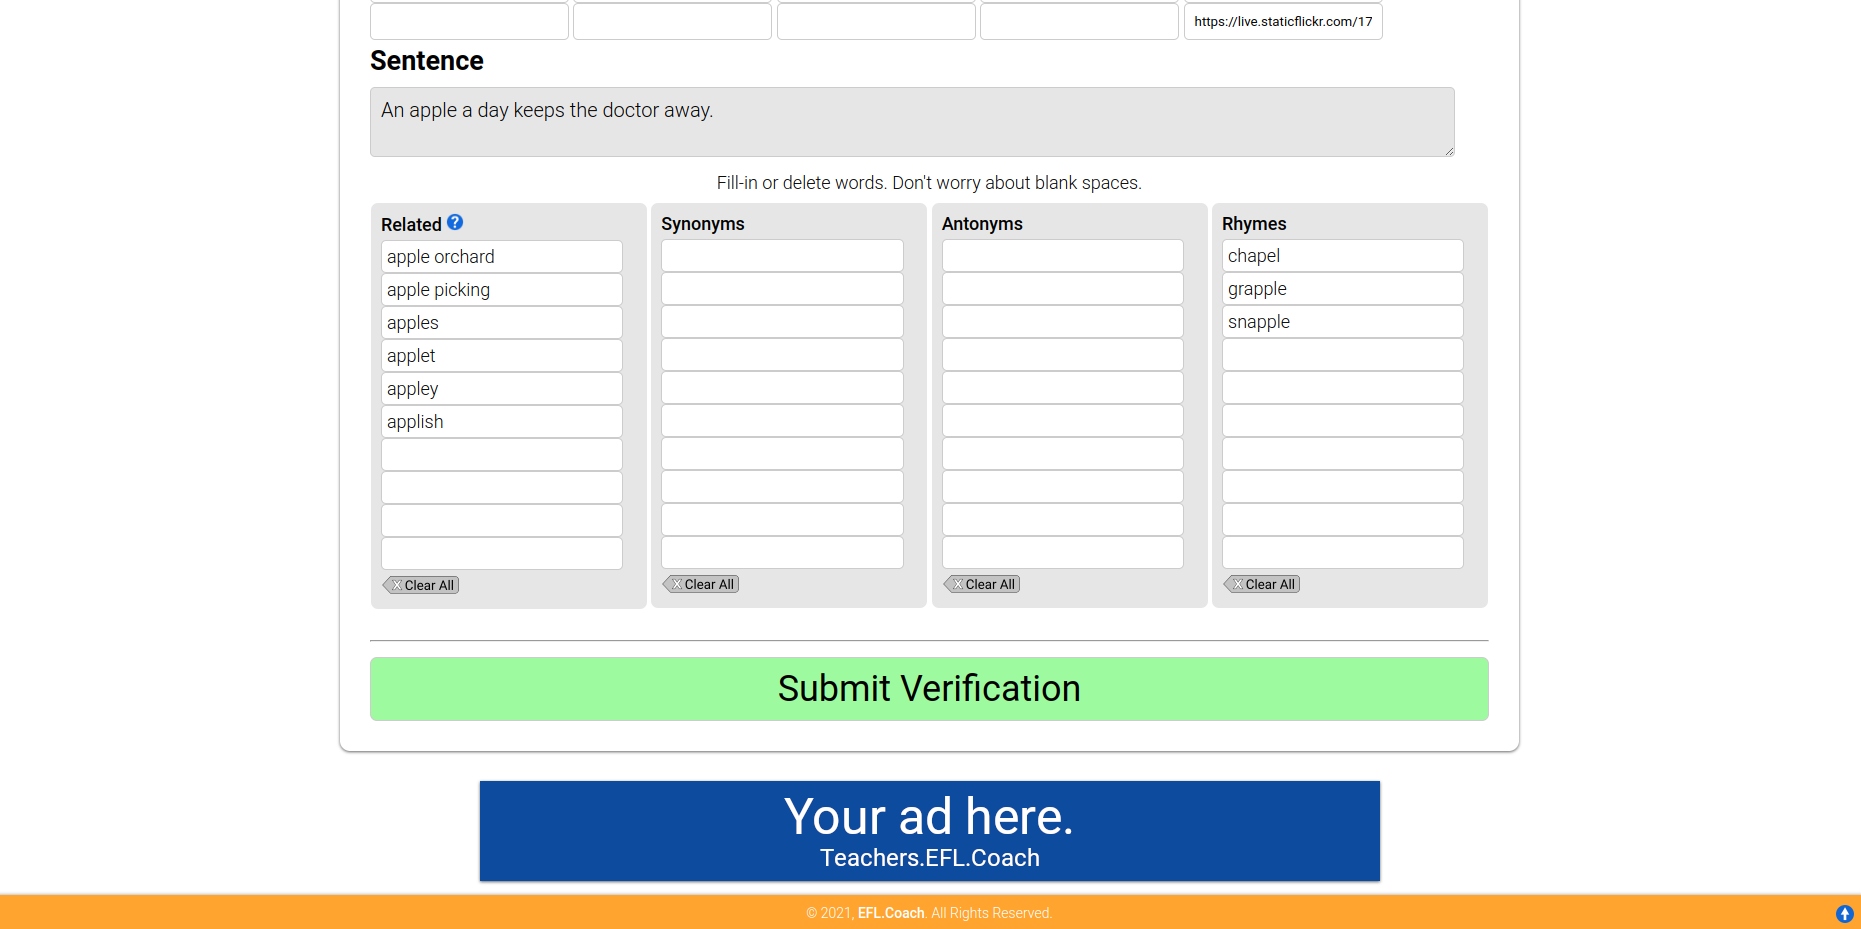 https://live.staticflickr.com/17
Sentence
An apple a day keeps the doctor away.
Fill-in or delete words. Don't worry about blank spaces.
Related ?
apple orchard
apple picking
apples
applet
appley
applish
X Clear All
Synonyms
X Clear All
Antonyms
X Clear All
Rhymes
chapel
grapple
snapple
X Clear All
Submit Verification
Your ad here.
Teachers.EFL.Coach
© 2021, EFL.Coach. All Rights Reserved.